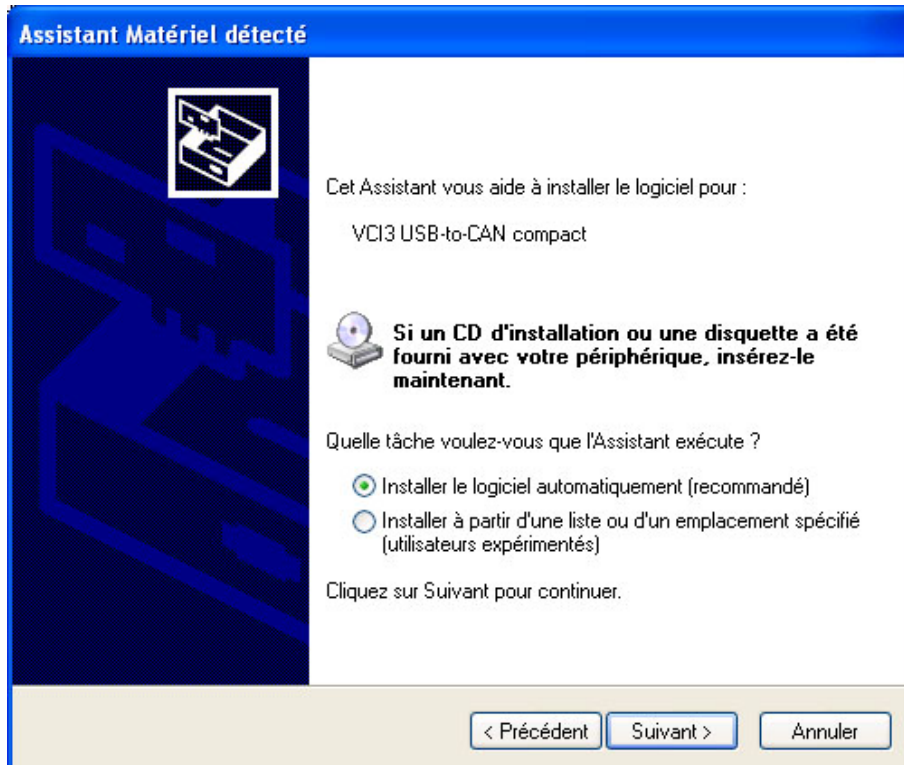 Assistant Matériel détecté
Cet Assistant vous aide à installer le logiciel pour :
VCI3 USB-to-CAN compact
Si un CD d'installation ou une disquette a été
fourni avec votre périphérique, insérez-le
maintenant.
Quelle tâche voulez-vous que l'Assistant exécute ?
Installer le logiciel automatiquement (recommandé)
Installer à partir d'une liste ou d'un emplacement spécifié
(utilisateurs expérimentés)
Cliquez sur Suivant pour continuer.
< Précédent
Suivant >
Annuler